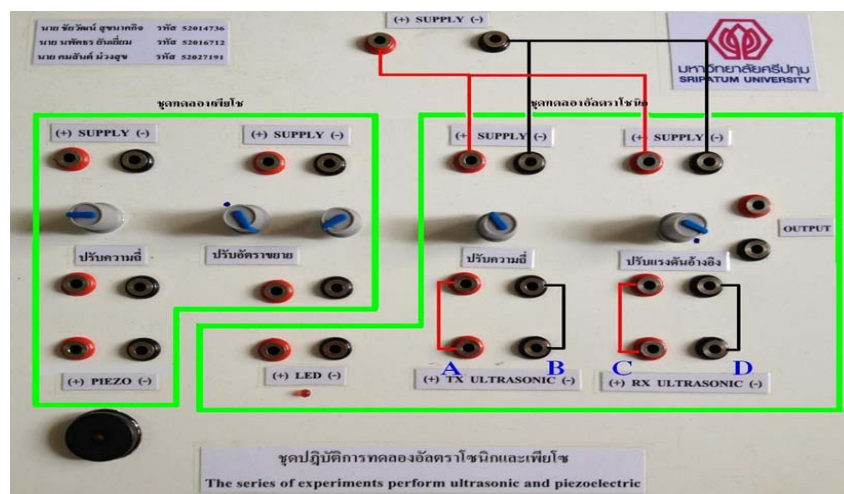 (+) SUPPLY (-)
นาย ชัยวัฒน์ สุขนาคกิจ รหัส 52014736
นาย นพัตธร ยันเยี่ยม รหัส 52016712
นาย คมสันต์ ม่วงสุข รหัส 52027191
มหาวิทยาลัยศรีปทุม
SRIPATUM UNIVERSITY
ชุดทดลองเพียโซ
ชุดทดลองอัลตราโซนิก
(+) SUPPLY (-)
(+) SUPPLY (-)
(+) SUPPLY (-)
(+) SUPPLY (-)
OUTPUT
ปรับความถี่
ปรับอัตราขยาย
ปรับความถี่
ปรับแรงดันอ้างอิง
A
B
C
D
(+) PIEZO (-)
(+) LED (-)
(+) TX ULTRASONIC (-)
(+) RX ULTRASONIC (-)
ชุดปฎิบัติการทดลองอัลตราโซนิกและเพียโซ
The series of experiments perform ultrasonic and piezoelectric